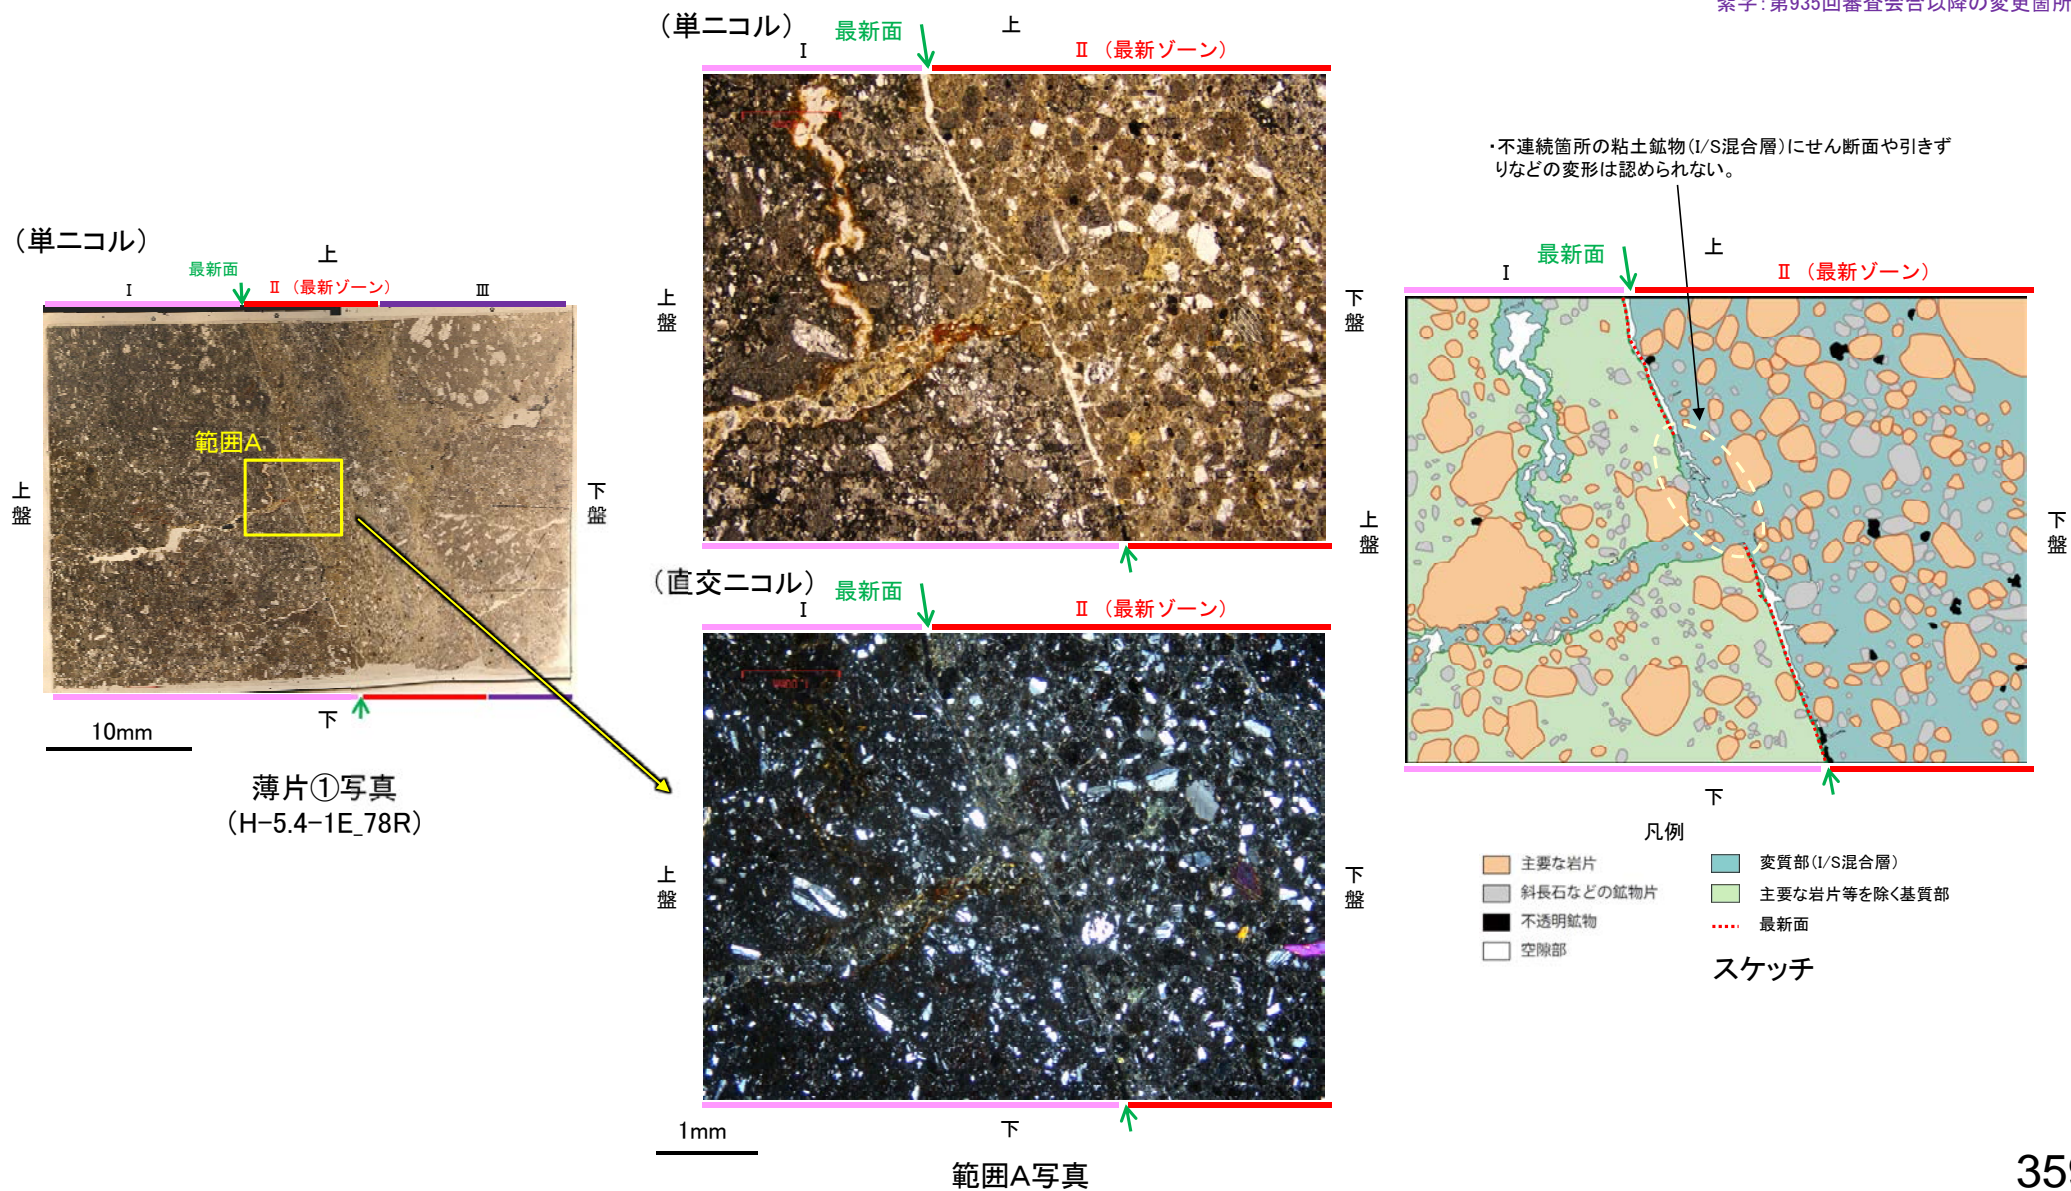 紫字：第935回審査会合以降の変更箇所
（単ニコル）
最新面
上
Ⅰ
Ⅱ（最新ゾーン）
上盤
下盤
（直交ニコル）
最新面
Ⅰ
Ⅱ（最新ゾーン）
上盤
下盤
1mm
下
範囲A写真
（単ニコル）
上
最新面
Ⅰ
Ⅱ（最新ゾーン）
Ⅲ
範囲A
上盤
下盤
下
10mm
薄片①写真
（H-5.4-1E_78R）
・不連続箇所の粘土鉱物（I/S混合層）にせん断面や引きず
りなどの変形は認められない。
最新面
上
Ⅰ
Ⅱ（最新ゾーン）
上盤
下盤
下
凡例
主要な岩片
斜長石などの鉱物片
不透明鉱物
空隙部
変質部（I/S混合層）
主要な岩片等を除く基質部
最新面
スケッチ